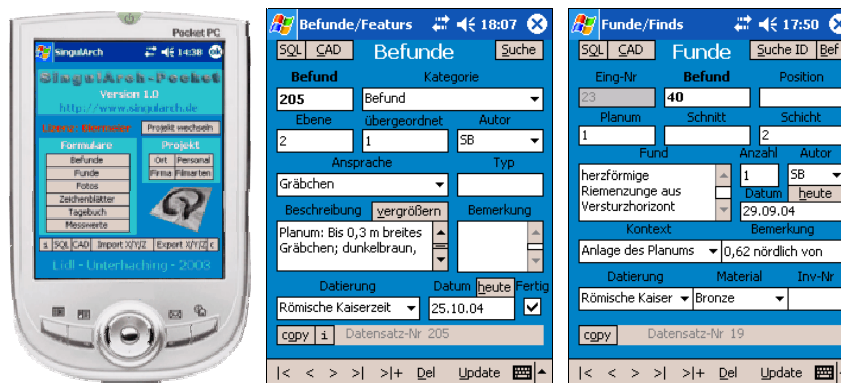 Pocket PC
SingulArch 14:38 ok
SingulArch-Pocket
Version 1.0
http://www.singularch.de
Projekt wechseln
Formulare Projekt
Befunde Ort Personal
Funde Firma Filmarten
Fotos
Zeichenblätter
Tagebuch
Messwerte
i SQL CAD Import X/Y/Z Export X/Y/Z c
Lidl - Unterhaching - 2003
Befunde/Featurs 18:07
SQL CAD Befunde Suche
Befund Kategorie
205 Befund
Ebene übergeordnet Autor
2 1 SB
Ansprache Typ
Gräbchen
Beschreibung vergrößern Bemerkung
Planum: Bis 0,3 m breites
Gräbchen; dunkelbraun,
Datierung Datum heute Fertig
Römische Kaiserzeit 25.10.04
copy i Datensatz-Nr 205
|< < > >| >|+ Del Update
Funde/Finds 17:50
SQL CAD Funde Suche ID Bef
Eing-Nr Befund Position
23 40
Planum Schnitt Schicht
1 2
Fund Anzahl Autor
herzförmige 1 SB
Riemenzunge aus Datum heute
Versturzhorizont 29.09.04
Kontext Bemerkung
Anlage des Planums 0,62 nördlich von
Datierung Material Inv-Nr
Römische Kaiser Bronze
copy Datensatz-Nr 19
|< < > >| >|+ Del Update